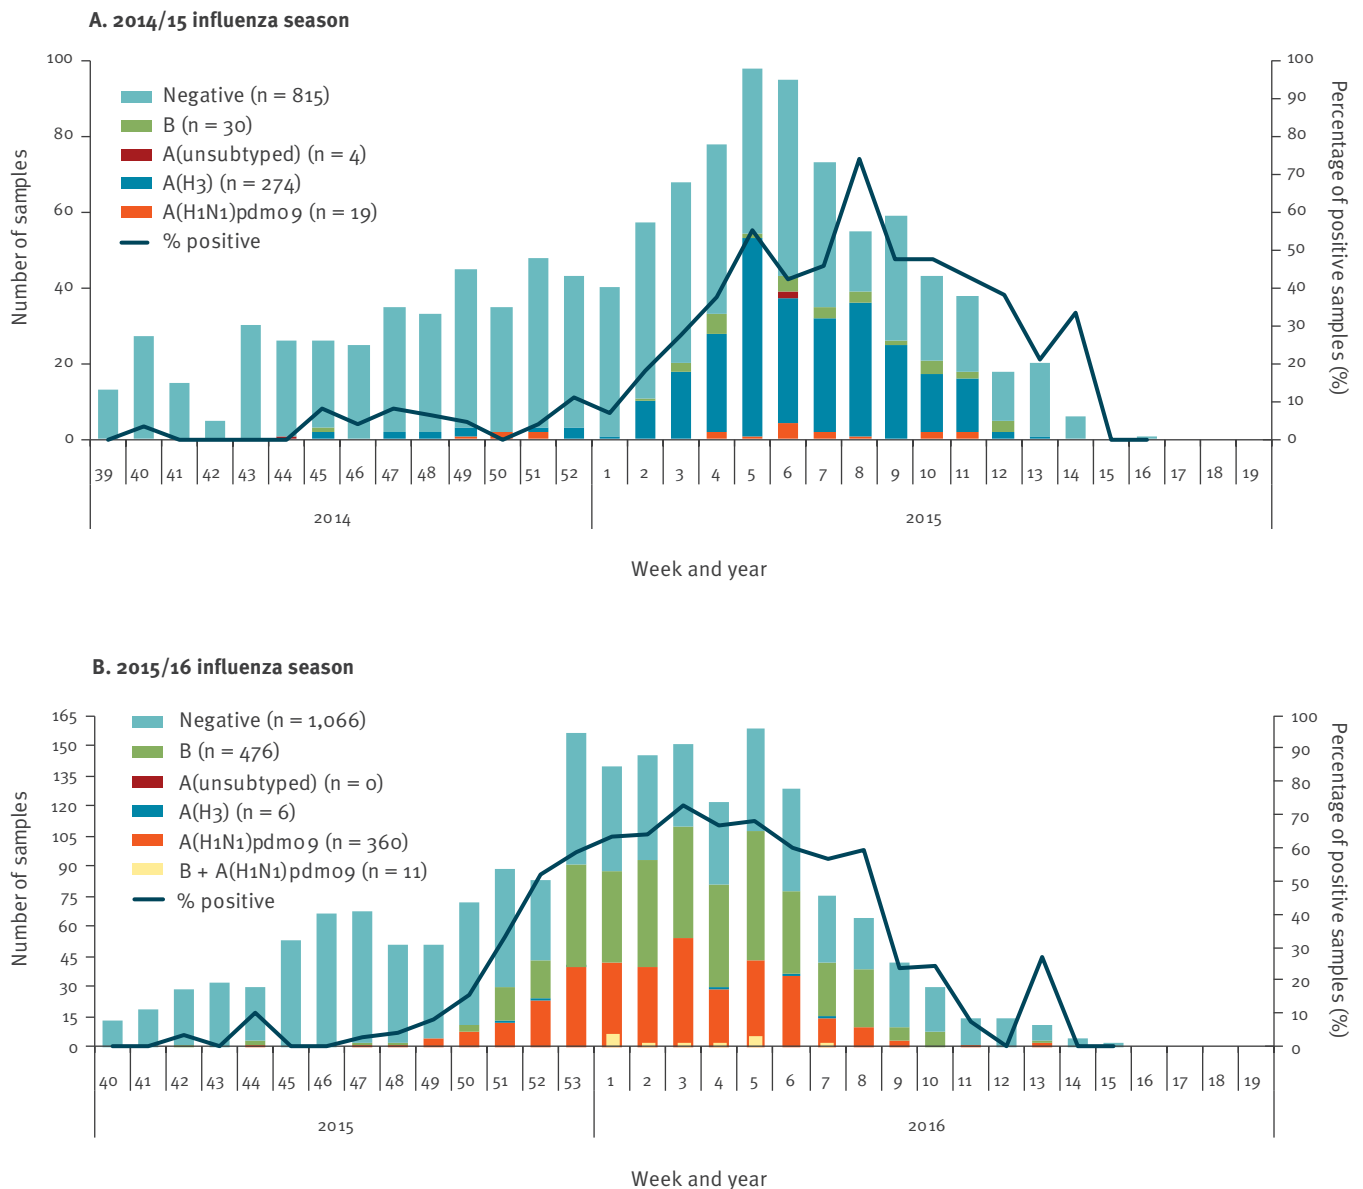 A. 2014/15 influenza season
100
80
60
40
20
0
Number of samples
Negative (n = 815)
B (n = 30)
A(unsubtyped) (n = 4)
A(H3) (n = 274)
A(H1N1)pdm09 (n = 19)
% positive
100
90
80
70
60
50
40
30
20
10
0
Percentage of positive samples (%)
39 40 41 42 43 44 45 46 47 48 49 50 51 52 1 2 3 4 5 6 7 8 9 10 11 12 13 14 15 16 17 18 19
2014 2015
Week and year
B. 2015/16 influenza season
165
150
135
120
105
90
75
60
45
30
15
0
Number of samples
Negative (n = 1,066)
B (n = 476)
A(unsubtyped) (n = 0)
A(H3) (n = 6)
A(H1N1)pdm09 (n = 360)
B + A(H1N1)pdm09 (n = 11)
% positive
100
90
80
70
60
50
40
30
20
10
0
Percentage of positive samples (%)
40 41 42 43 44 45 46 47 48 49 50 51 52 53 1 2 3 4 5 6 7 8 9 10 11 12 13 14 15 16 17 18 19
2015 2016
Week and year